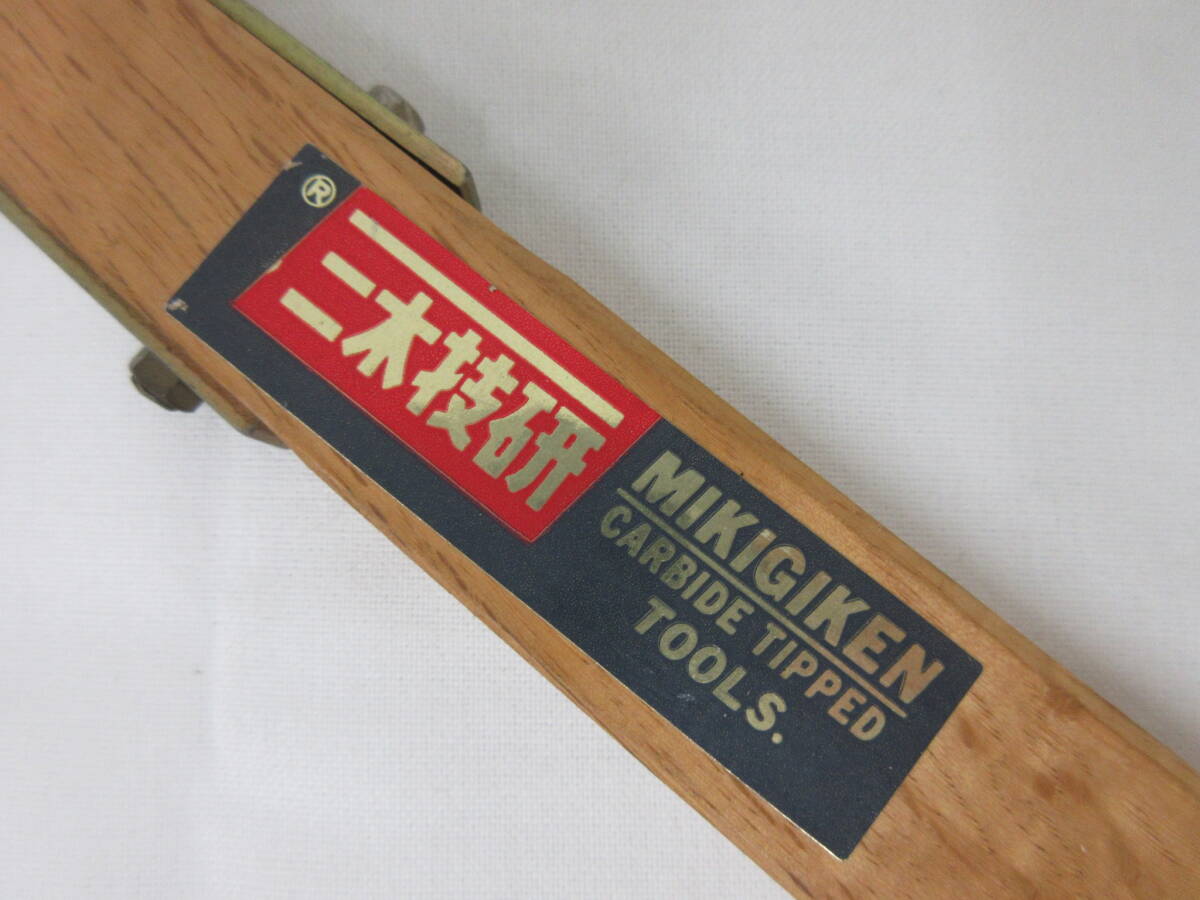 ®
三木技研
MIKIGIKEN
CARBIDE TIPPED
TOOLS.